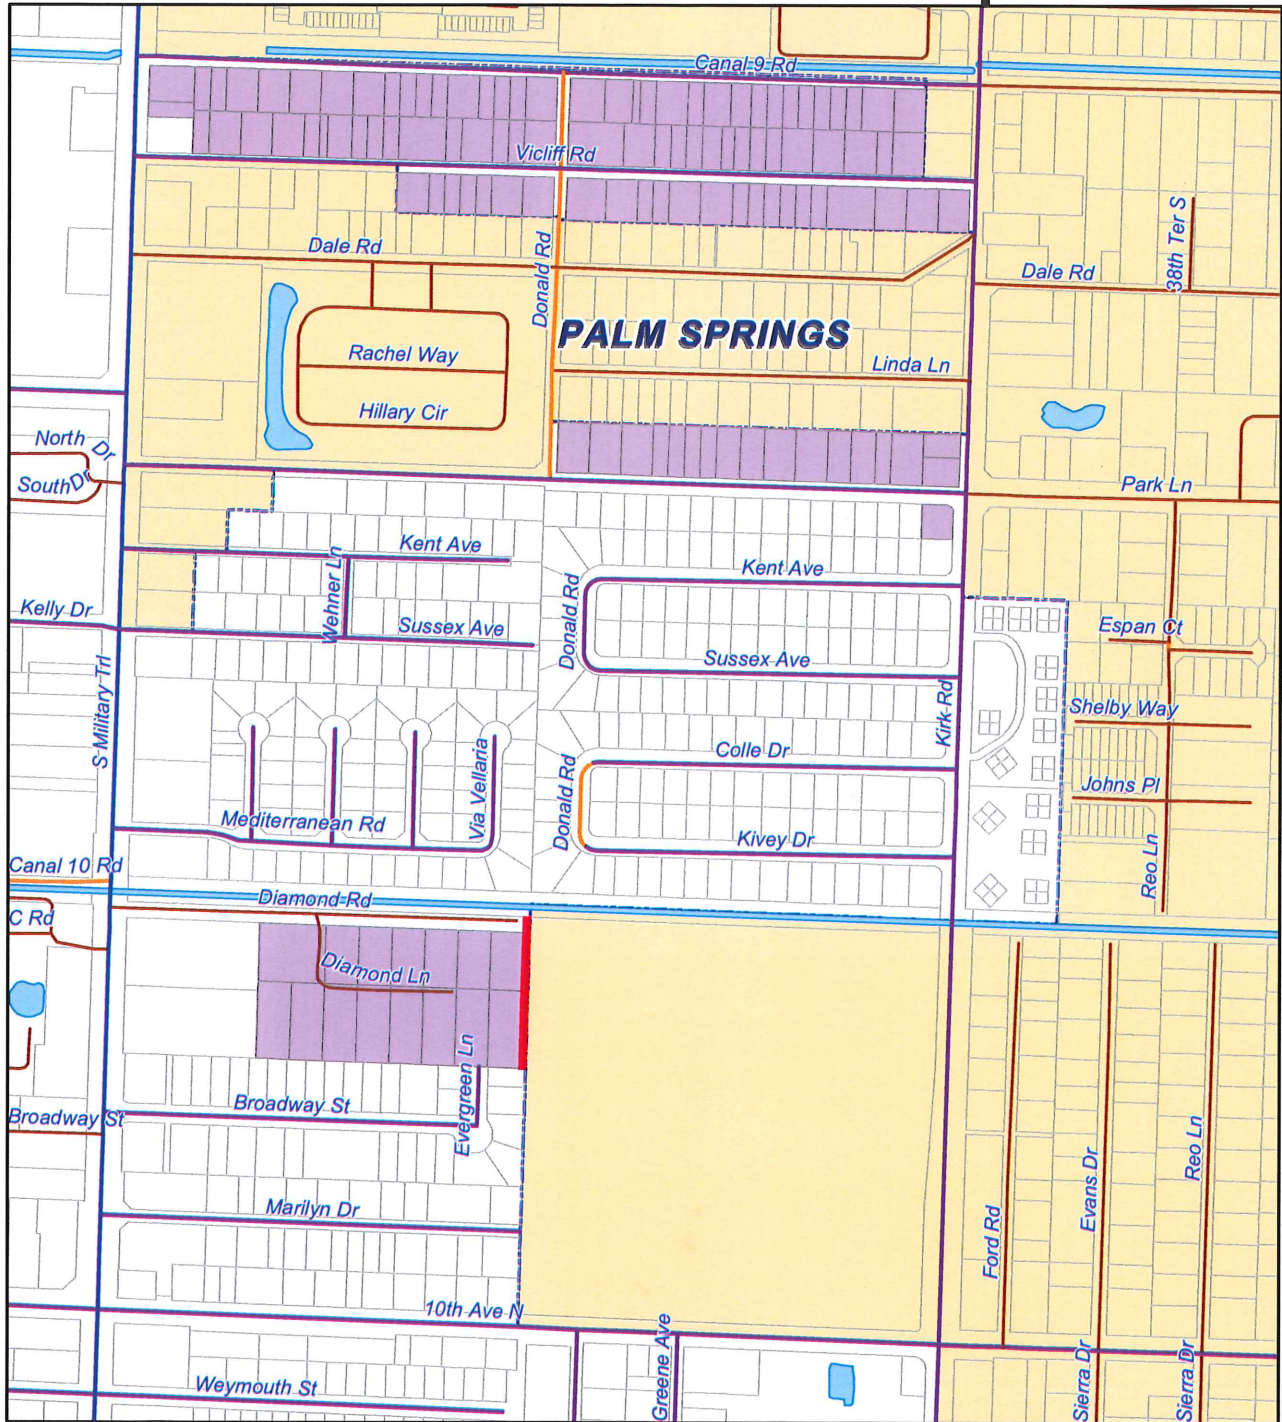 Canal 9 Rd
Vicliff Rd
38th Ter S
Dale Rd
Donald Rd
Dale Rd
PALM SPRINGS
Rachel Way
Linda Ln
Hillary Cir
North Dr
South Dr
Park Ln
Kent Ave
Wehner Ln
Kent Ave
Donald Rd
Kelly Dr
Sussex Ave
Espan Ct
Sussex Ave
S Military Trl
Kirk Rd
Shelby Way
Via Vellaria
Colle Dr
Donald Rd
Johns Pl
Mediterranean Rd
Kivey Dr
Reo Ln
Canal 10 Rd
Diamond Rd
C Rd
Diamond Ln
Evergreen Ln
Broadway St
Broadway St
Evans Dr
Reo Ln
Marilyn Dr
Ford Rd
10th Ave N
Greene Ave
Sierra Dr
Sierra Dr
Weymouth St